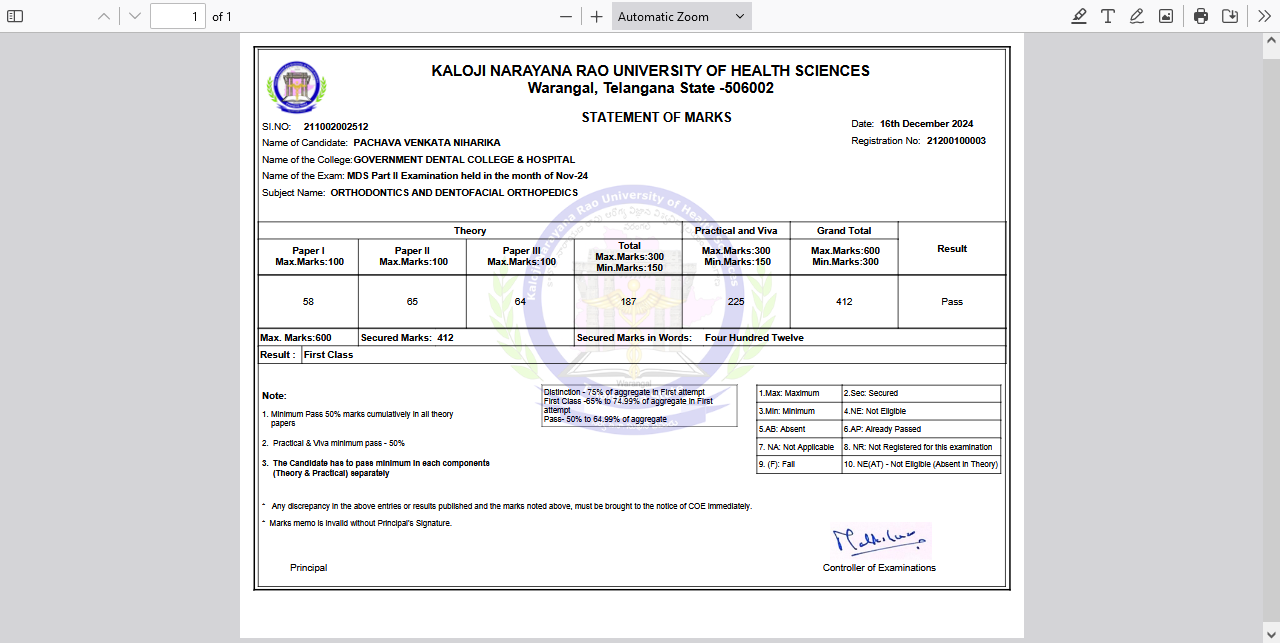 1 of 1 Automatic Zoom
KALOJI NARAYANA RAO UNIVERSITY OF HEALTH SCIENCES
Warangal, Telangana State -506002
STATEMENT OF MARKS
SI.NO: 211002002512
Date: 16th December 2024
Name of Candidate: PACHAVA VENKATA NIHARIKA
Registration No: 21200100003
Name of the College: GOVERNMENT DENTAL COLLEGE & HOSPITAL
Name of the Exam: MDS Part II Examination held in the month of Nov-24
Subject Name: ORTHODONTICS AND DENTOFACIAL ORTHOPEDICS
Kaloji Narayana Rao University of Health Sciences
Theory Practical and Viva Grand Total Result
Paper I Paper II Paper III Total Max.Marks:300 Max.Marks:600
Max.Marks:100 Max.Marks:100 Max.Marks:100 Max.Marks:300 Min.Marks:150 Min.Marks:300
Min.Marks:150
58 65 64 187 225 412 Pass
Max. Marks:600 Secured Marks: 412 Secured Marks in Words: Four Hundred Twelve
Result : First Class
Warangal
Note:
1. Minimum Pass 50% marks cumulatively in all theory
papers
2. Practical & Viva minimum pass - 50%
3. The Candidate has to pass minimum in each components
(Theory & Practical) separately
Distinction - 75% of aggregate in First attempt
First Class -65% to 74.99% of aggregate in First
attempt
Pass- 50% to 64.99% of aggregate
1.Max: Maximum 2.Sec: Secured
3.Min: Minimum 4.NE: Not Eligible
5.AB: Absent 6.AP: Already Passed
7. NA: Not Applicable 8. NR: Not Registered for this examination
9. (F): Fail 10. NE(AT) - Not Eligible (Absent in Theory)
* Any discrepancy in the above entries or results published and the marks noted above, must be brought to the notice of COE immediately.
* Marks memo is invalid without Principal's Signature.
Principal
Controller of Examinations